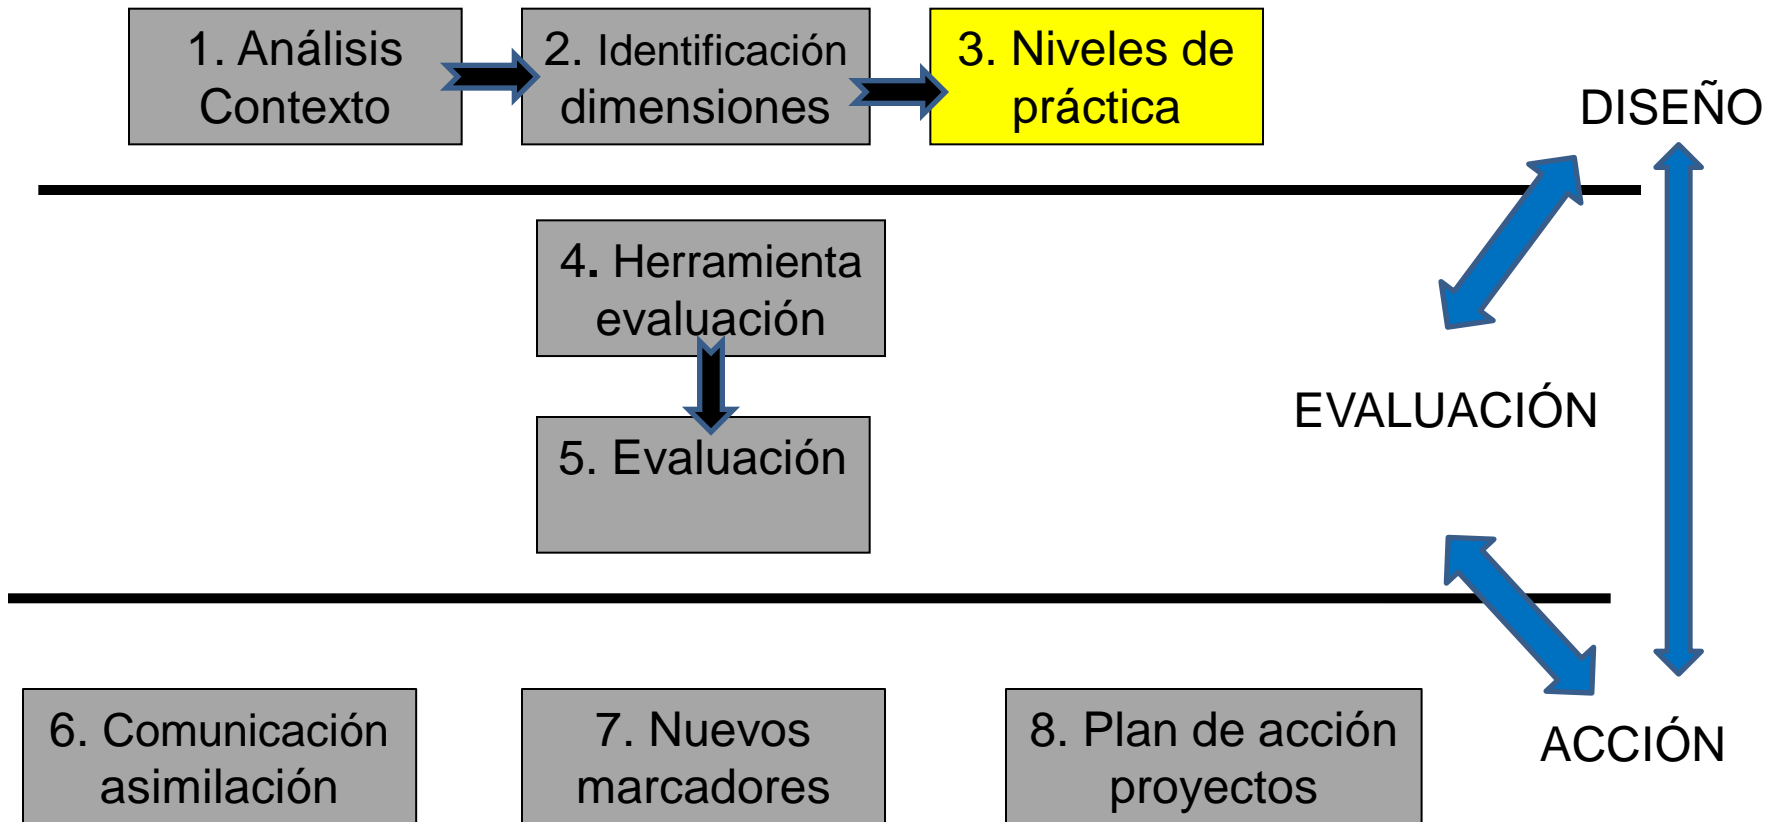 1. Análisis
Contexto
2. Identificación
dimensiones
3. Niveles de
práctica
DISEÑO
4. Herramienta
evaluación
5. Evaluación
EVALUACIÓN
6. Comunicación
asimilación
7. Nuevos
marcadores
8. Plan de acción
proyectos
ACCIÓN